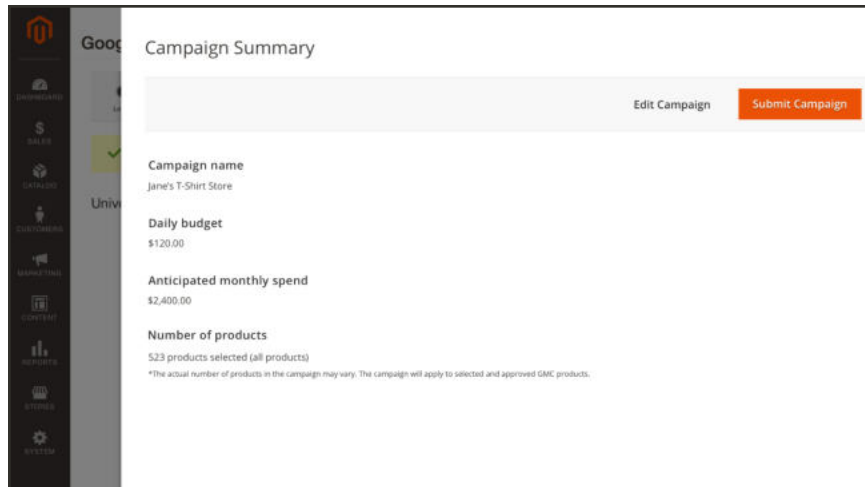 Goog
Campaign Summary
Edit Campaign
Submit Campaign
Campaign name
Jane's T-Shirt Store
Daily budget
$120.00
Anticipated monthly spend
$2,400.00
Number of products
523 products selected (all products)
*The actual number of products in the campaign may vary. The campaign will apply to selected and approved GMC products.
Univ
DASHBOARD
SALES
CATALOG
CUSTOMERS
MARKETING
CONTENT
REPORTS
STORES
SYSTEM